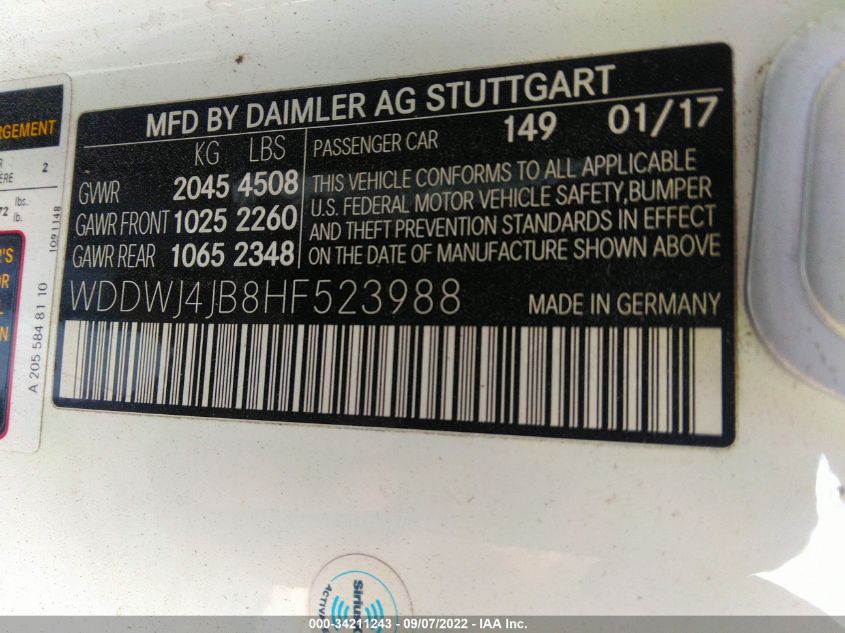 MFD BY DAIMLER AG STUTTGART
KG LBS
GVWR 2045 4508
GAWR FRONT 1025 2260
GAWR REAR 1065 2348
PASSENGER CAR 149 01/17
THIS VEHICLE CONFORMS TO ALL APPLICABLE
U.S. FEDERAL MOTOR VEHICLE SAFETY, BUMPER
AND THEFT PREVENTION STANDARDS IN EFFECT
ON THE DATE OF MANUFACTURE SHOWN ABOVE
WDDWJ4JB8HF523988 MADE IN GERMANY
2
lbs.
lb.
1091148
A 205 584 81 10
000-34211243 - 09/07/2022 - IAA Inc.